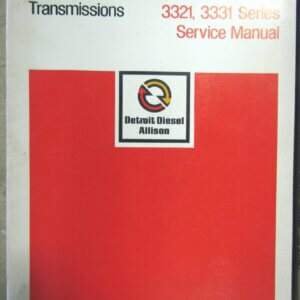 Transmissions
3321, 3331 Series
Service Manual
Detroit Diesel
Allison